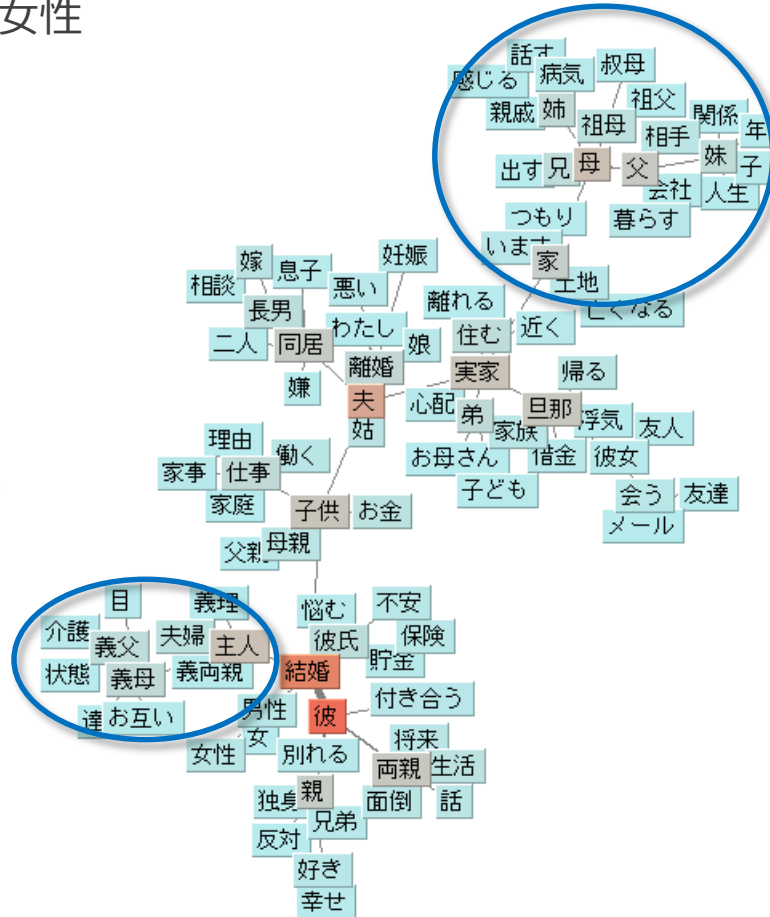 女性
話す
叔母
感じる
病気
祖父
親戚
姉
関係
祖母
相手
年
妹
子
出す
兄
母
父
会社
人生
つもり
暮らす
います
家
土地
亡くなる
嫁
息子
妊娠
相談
悪い
長男
離れる
わたし
住む
近く
二人
同居
娘
離婚
実家
帰る
嫌
夫
心配
弟
旦那
浮気
姑
家族
友人
理由
働く
お母さん
借金
彼女
家事
仕事
子ども
会う
友達
家庭
子供
お金
メール
父親
母親
目
義理
悩む
不安
介護
義父
夫婦
主人
彼氏
保険
貯金
状態
義母
義両親
結婚
付き合う
達
お互い
男性
彼
女
将来
女性
別れる
両親
生活
独身
親
面倒
話
兄弟
反対
好き
幸せ